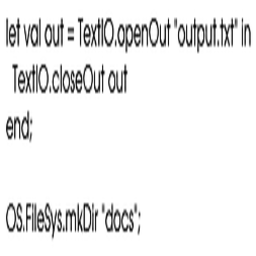 let val out = TextIO.openOut "output.txt" in
  TextIO.closeOut out
end;

OS.FileSys.mkDir "docs";